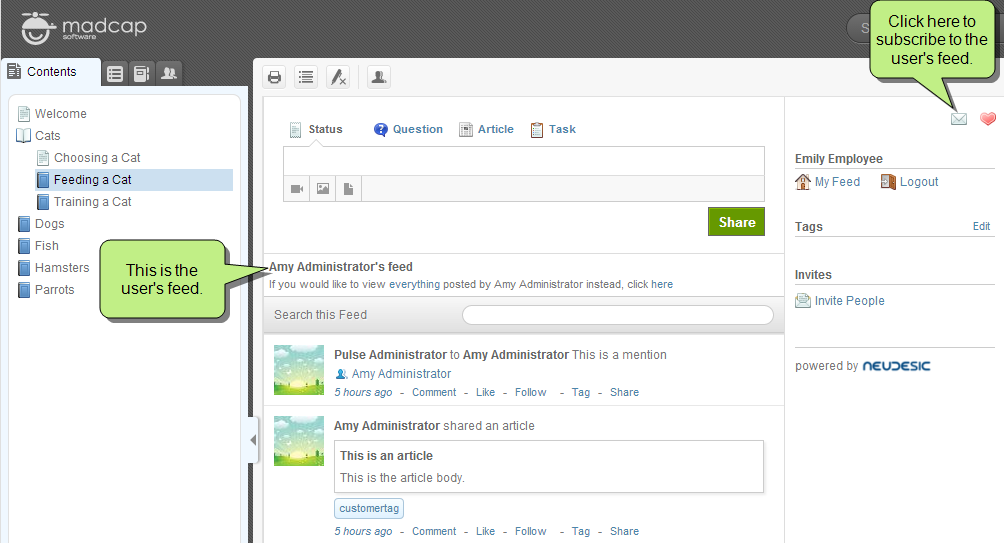 madcap
software
S
Click here to
subscribe to the
user's feed.
Contents
Welcome
Cats
Choosing a Cat
Feeding a Cat
Training a Cat
Dogs
Fish
Hamsters
Parrots
This is the
user's feed.
Status Question Article Task
Share
Amy Administrator's feed
If you would like to view everything posted by Amy Administrator instead, click here
Search this Feed
Pulse Administrator to Amy Administrator This is a mention
Amy Administrator
5 hours ago - Comment - Like - Follow - Tag - Share
Amy Administrator shared an article
This is an article
This is the article body.
customertag
5 hours ago - Comment - Like - Follow - Tag - Share
Emily Employee
My Feed Logout
Tags Edit
Invites
Invite People
powered by NEUDESIC